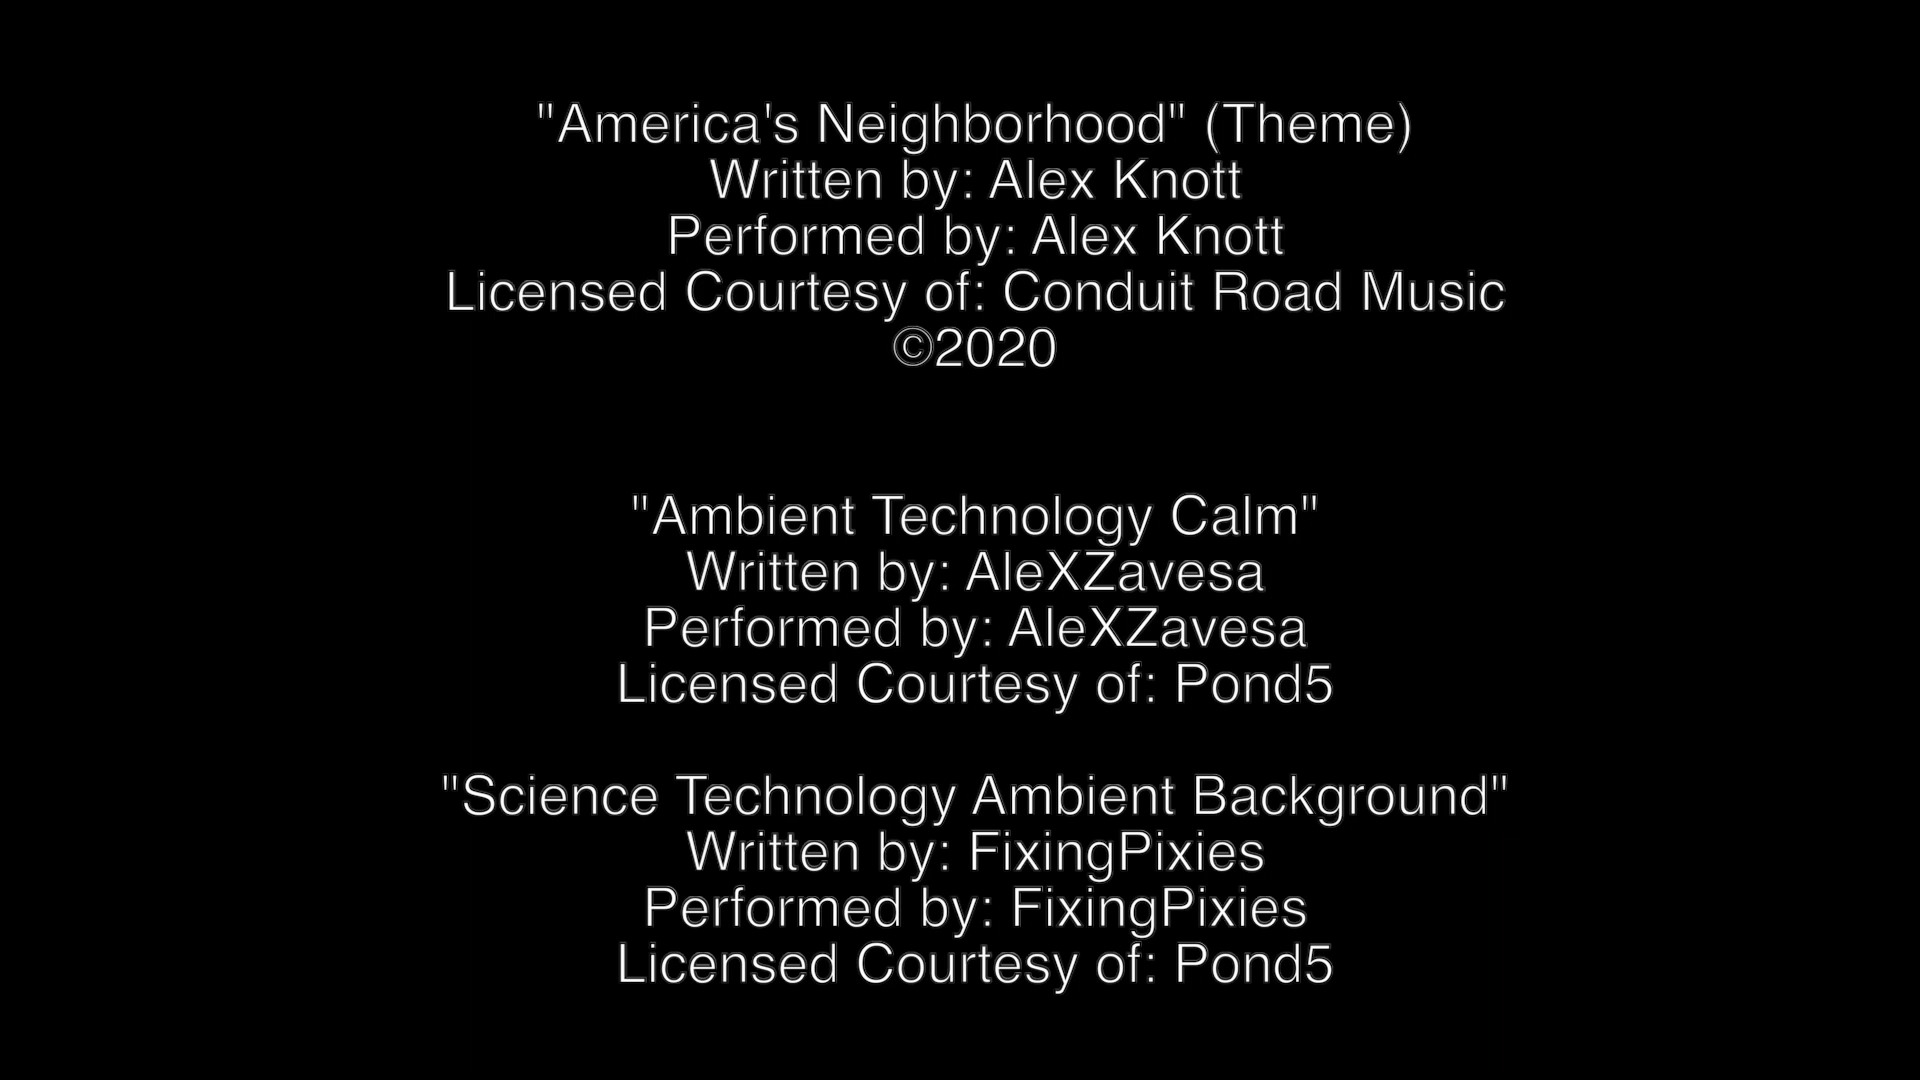 "America's Neighborhood" (Theme)
Written by: Alex Knott
Performed by: Alex Knott
Licensed Courtesy of: Conduit Road Music
©2020
"Ambient Technology Calm"
Written by: AleXZavesa
Performed by: AleXZavesa
Licensed Courtesy of: Pond5
"Science Technology Ambient Background"
Written by: FixingPixies
Performed by: FixingPixies
Licensed Courtesy of: Pond5